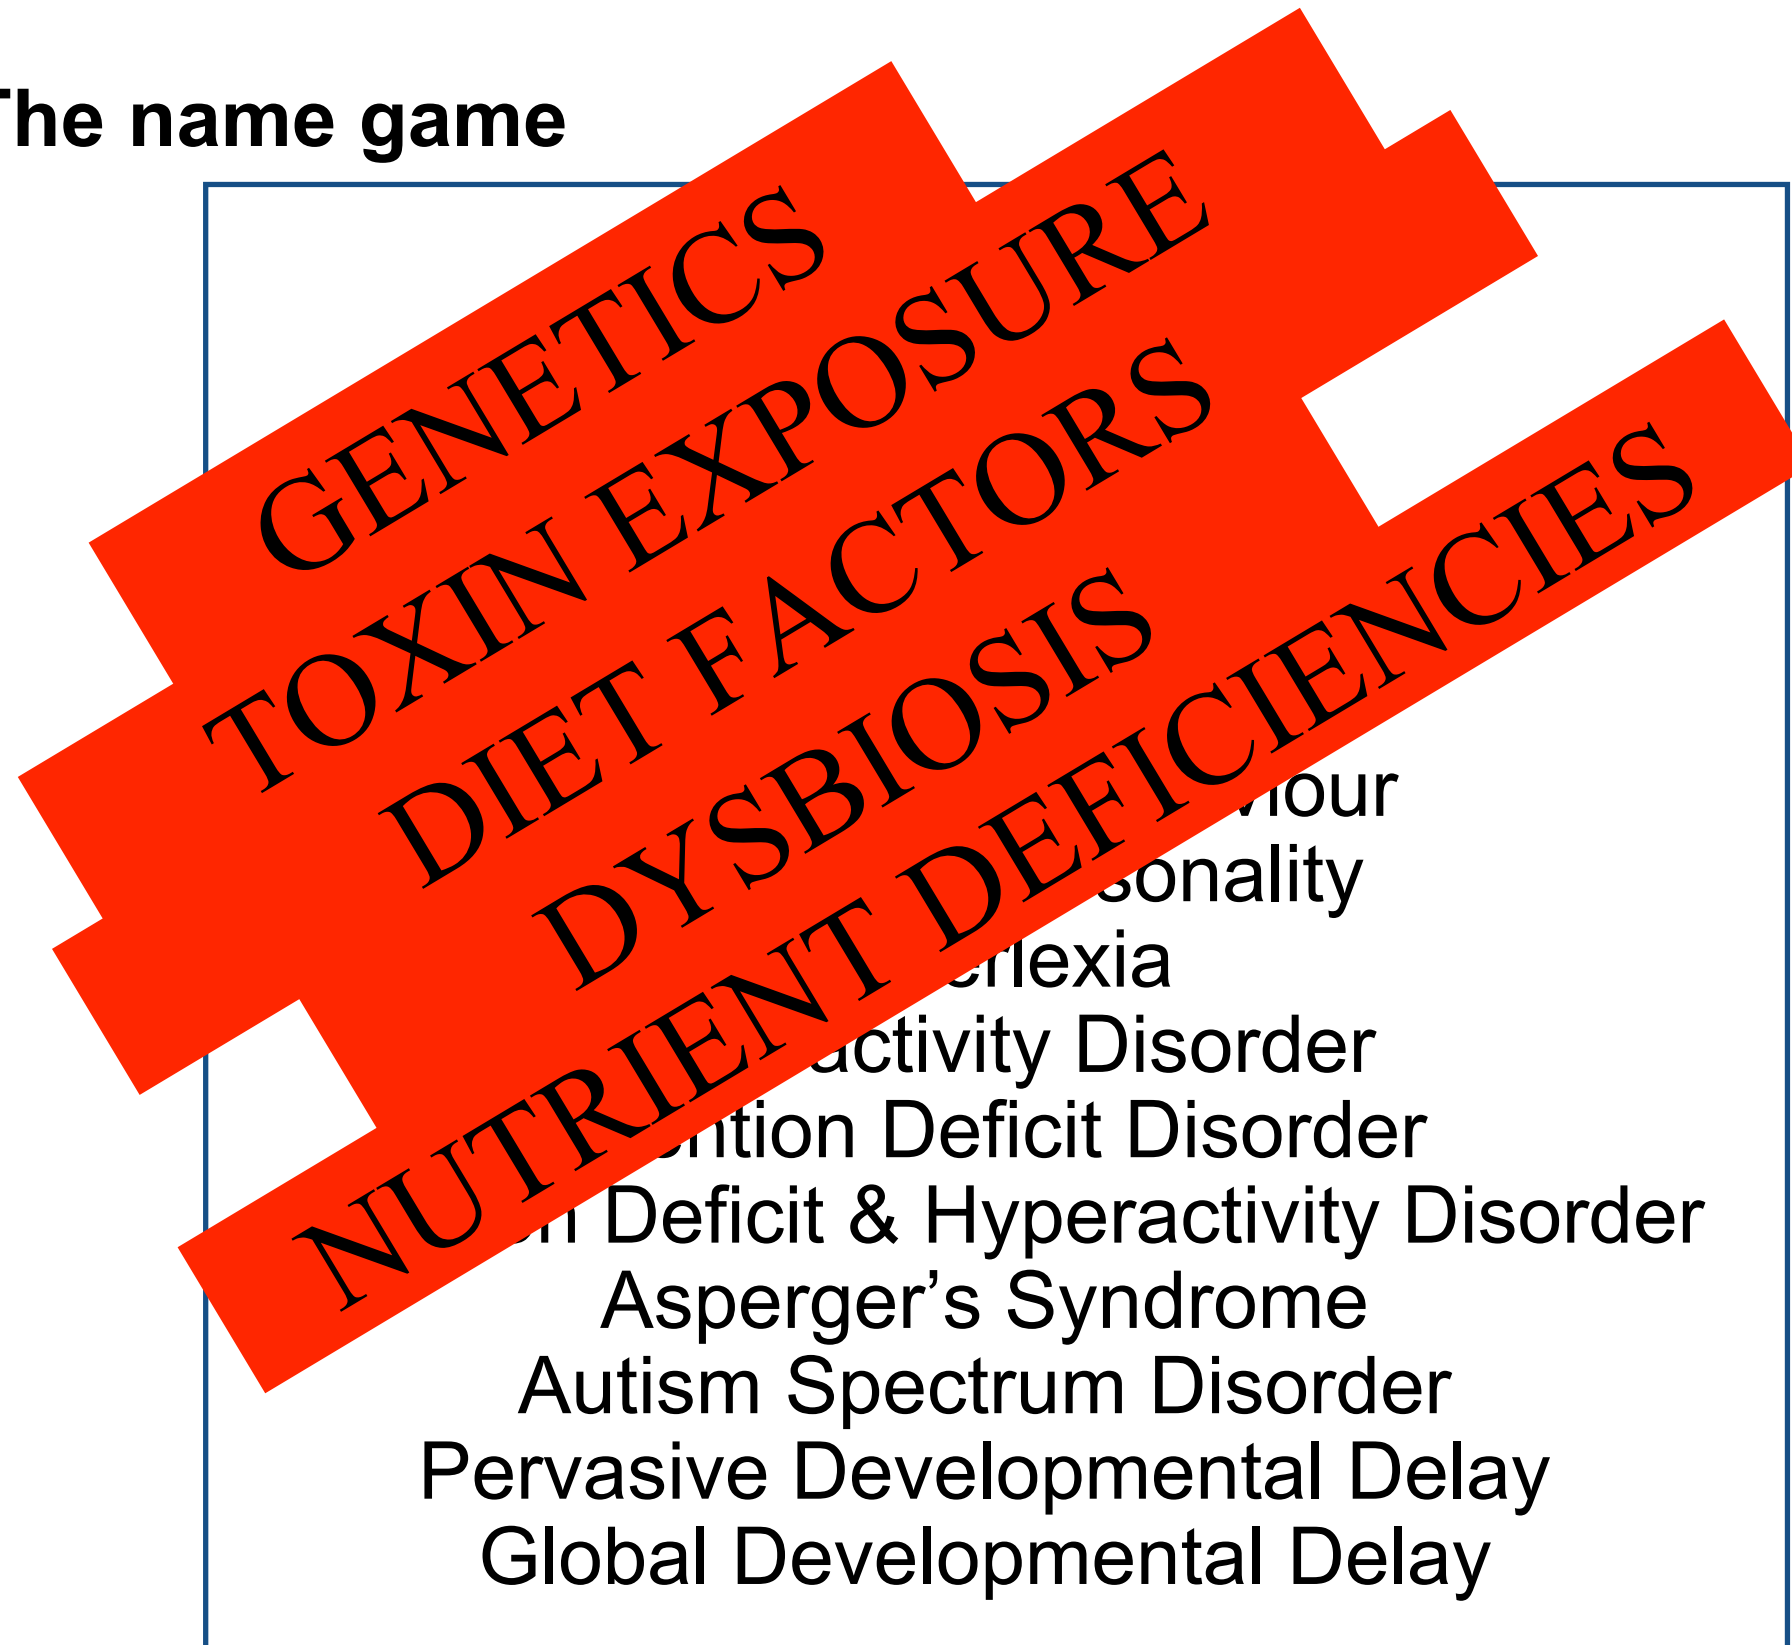 The name game
GENETICS
TOXIN EXPOSURE
DIET FACTORS
DYSBIOSIS
NUTRIENT DEFICIENCIES
Disorder
Deficit Disorder
Deficit & Hyperactivity Disorder
Asperger’s Syndrome
Autism Spectrum Disorder
Pervasive Developmental Delay
Global Developmental Delay